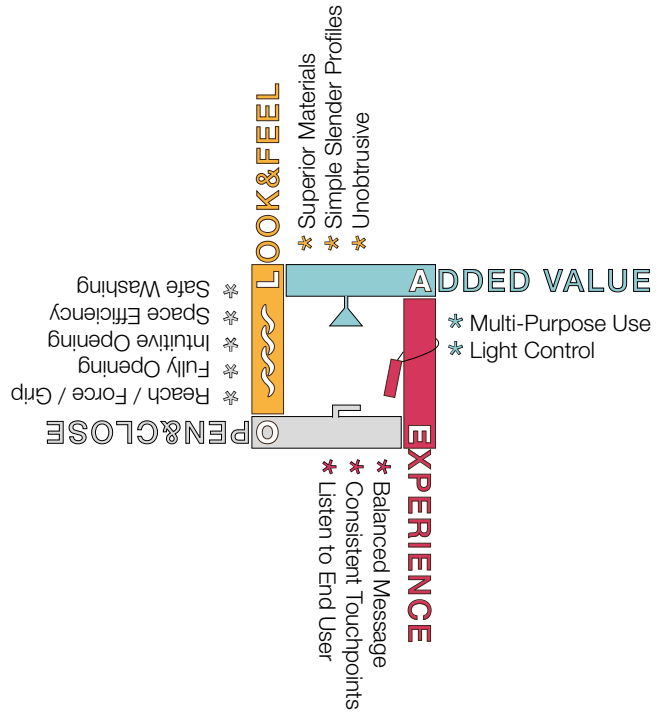 LOOK&FEEL
* Superior Materials
* Simple Slender Profiles
* Unobtrusive
ADDED VALUE
* Multi-Purpose Use
* Light Control
EXPERIENCE
* Balanced Message
* Consistent Touchpoints
* Listen to End User
OPEN&CLOSE
* Reach / Force / Grip
* Fully Opening
* Intuitive Opening
* Space Efficiency
* Safe Washing